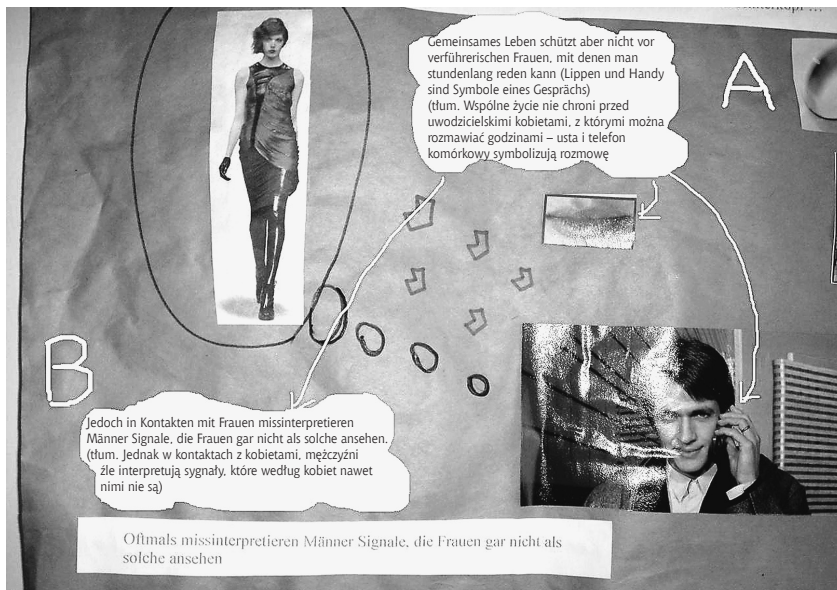 Gemeinsames Leben schützt aber nicht vor
verführerischen Frauen, mit denen man
stundenlang reden kann (Lippen und Handy
sind Symbole eines Gesprächs)
(tłum. Wspólne życie nie chroni przed
uwodzicielskimi kobietami, z którymi można
rozmawiać godzinami – usta i telefon
komórkowy symbolizują rozmowę
A
B
Jedoch in Kontakten mit Frauen missinterpretieren
Männer Signale, die Frauen gar nicht als solche ansehen.
(tłum. Jednak w kontaktach z kobietami, mężczyźni
źle interpretują sygnały, które według kobiet nawet
nimi nie są)
Oftmals missinterpretieren Männer Signale, die Frauen gar nicht als
solche ansehen